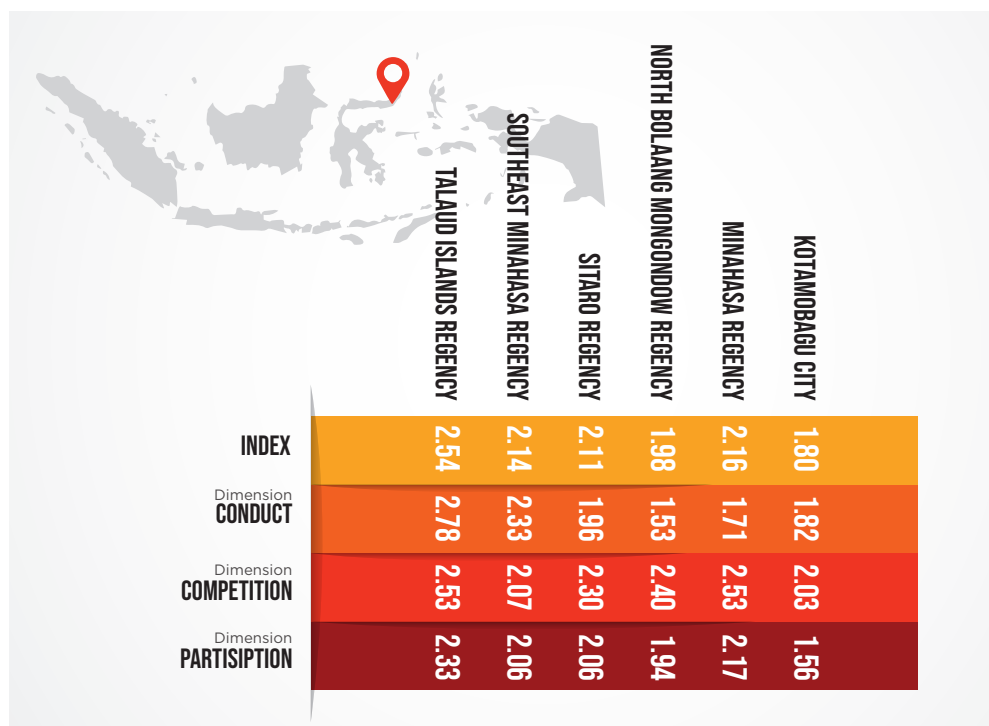 TALAUD ISLANDS REGENCY
SOUTHEAST MINAHASA REGENCY
SITARO REGENCY
NORTH BOLAANG MONGONDOW REGENCY
MINAHASA REGENCY
KOTAMOBAGU CITY
INDEX 2.54 2.14 2.11 1.98 2.16 1.80
Dimension
CONDUCT 2.78 2.33 1.96 1.53 1.71 1.82
Dimension
COMPETITION 2.53 2.07 2.30 2.40 2.53 2.03
Dimension
PARTISIPTION 2.33 2.06 2.06 1.94 2.17 1.56